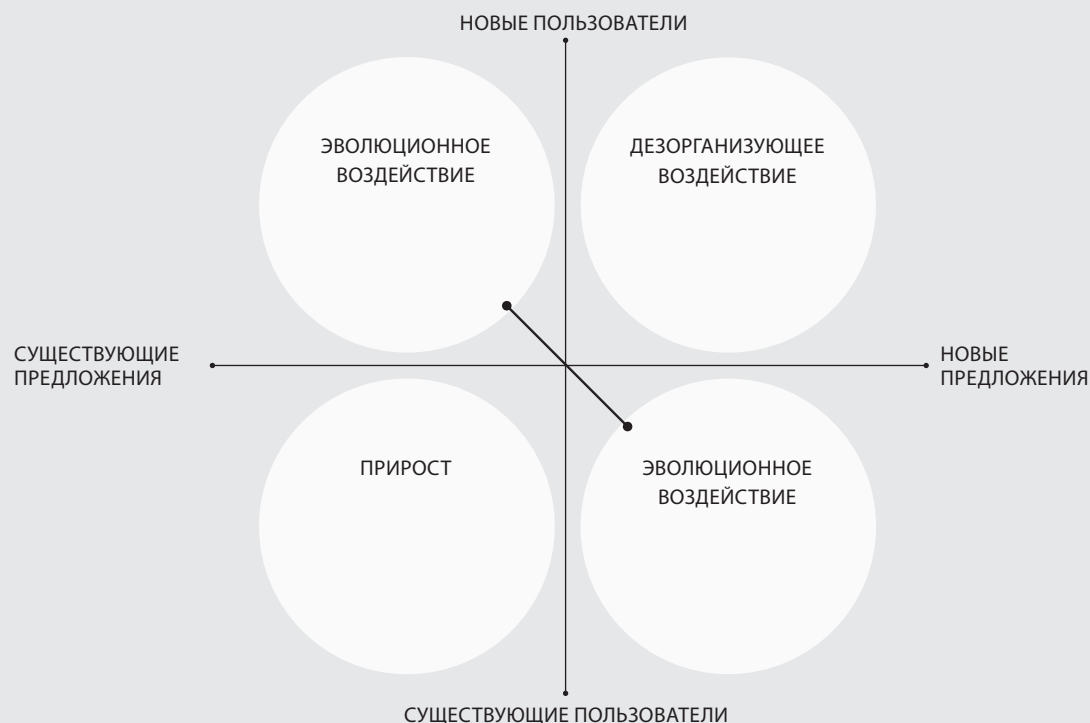 НОВЫЕ ПОЛЬЗОВАТЕЛИ
ЭВОЛЮЦИОННОЕ
ВОЗДЕЙСТВИЕ
ДЕЗОРГАНИЗУЮЩЕЕ
ВОЗДЕЙСТВИЕ
СУЩЕСТВУЮЩИЕ
ПРЕДЛОЖЕНИЯ
НОВЫЕ
ПРЕДЛОЖЕНИЯ
ПРИРОСТ
ЭВОЛЮЦИОННОЕ
ВОЗДЕЙСТВИЕ
СУЩЕСТВУЮЩИЕ ПОЛЬЗОВАТЕЛИ